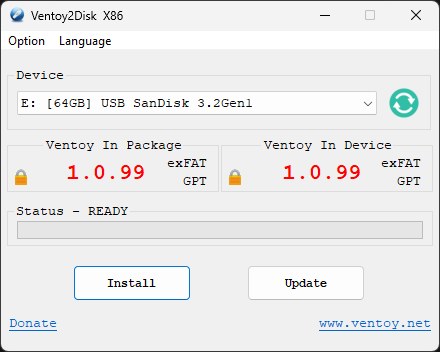 Ventoy2Disk X86
Option Language
Device
E: [64GB] USB SanDisk 3.2Gen1
Ventoy In Package
1.0.99
exFAT
GPT
Ventoy In Device
1.0.99
exFAT
GPT
Status - READY
Install
Update
Donate
www.ventoy.net